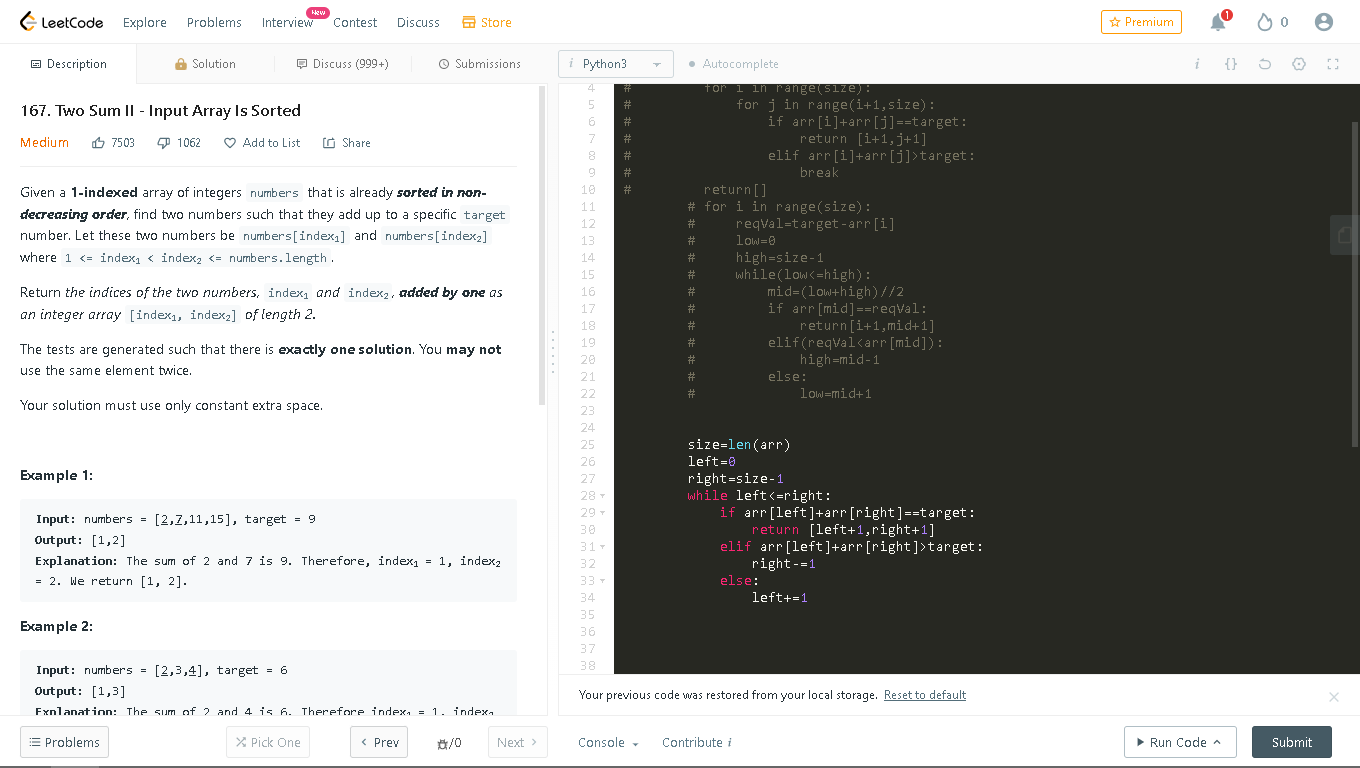 LeetCode Explore Problems Interview New Contest Discuss Store Premium 1 0
Description Solution Discuss (999+) Submissions i Python3 Autocomplete i {}
167. Two Sum II - Input Array Is Sorted
Medium 7503 1062 Add to List Share
Given a 1-indexed array of integers numbers that is already sorted in non-
decreasing order, find two numbers such that they add up to a specific target
number. Let these two numbers be numbers[index₁] and numbers[index₂]
where 1 <= index₁ < index₂ <= numbers.length.
Return the indices of the two numbers, index₁ and index₂, added by one as
an integer array [index₁, index₂] of length 2.
The tests are generated such that there is exactly one solution. You may not
use the same element twice.
Your solution must use only constant extra space.
Example 1:
Input: numbers = [2,7,11,15], target = 9
Output: [1,2]
Explanation: The sum of 2 and 7 is 9. Therefore, index₁ = 1, index₂
= 2. We return [1, 2].
Example 2:
Input: numbers = [2,3,4], target = 6
Output: [1,3]
Explanation: The sum of 2 and 4 is 6. Therefore index₁ = 1, index₂
4 #         for i in range(size):
5 #             for j in range(i+1,size):
6 #                 if arr[i]+arr[j]==target:
7 #                     return [i+1,j+1]
8 #                 elif arr[i]+arr[j]>target:
9 #                     break
10 #         return[]
11         # for i in range(size):
12         #     reqVal=target-arr[i]
13         #     low=0
14         #     high=size-1
15         #     while(low<=high):
16         #         mid=(low+high)//2
17         #         if arr[mid]==reqVal:
18         #             return[i+1,mid+1]
19         #         elif(reqVal<arr[mid]):
20         #             high=mid-1
21         #         else:
22         #             low=mid+1
23
24
25         size=len(arr)
26         left=0
27         right=size-1
28         while left<=right:
29             if arr[left]+arr[right]==target:
30                 return [left+1,right+1]
31             elif arr[left]+arr[right]>target:
32                 right-=1
33             else:
34                 left+=1
35
36
37
38
Your previous code was restored from your local storage. Reset to default
Problems Pick One Prev /0 Next Console Contribute i Run Code Submit